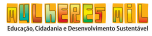 MULHERES MIL
Educação, Cidadania e Desenvolvimento Sustentável